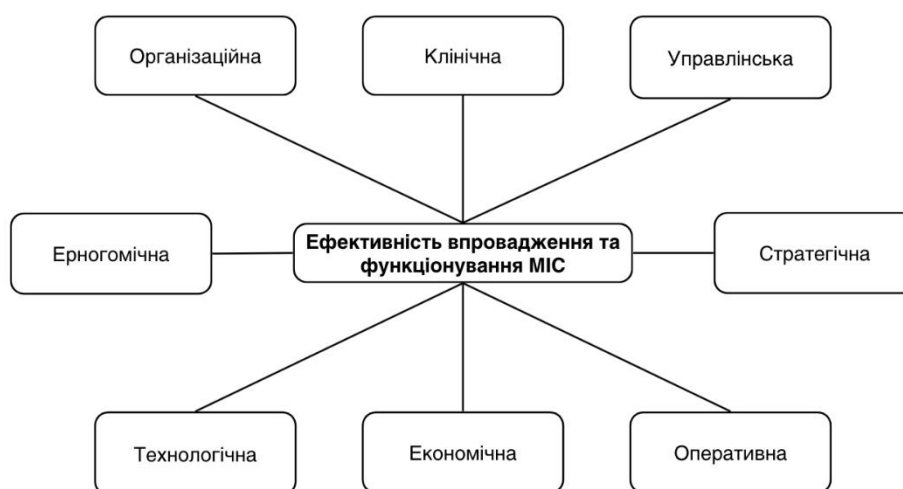 Організаційна
Клінічна
Управлінська
Ерногомічна
Ефективність впровадження та
функціонування МІС
Стратегічна
Технологічна
Економічна
Оперативна